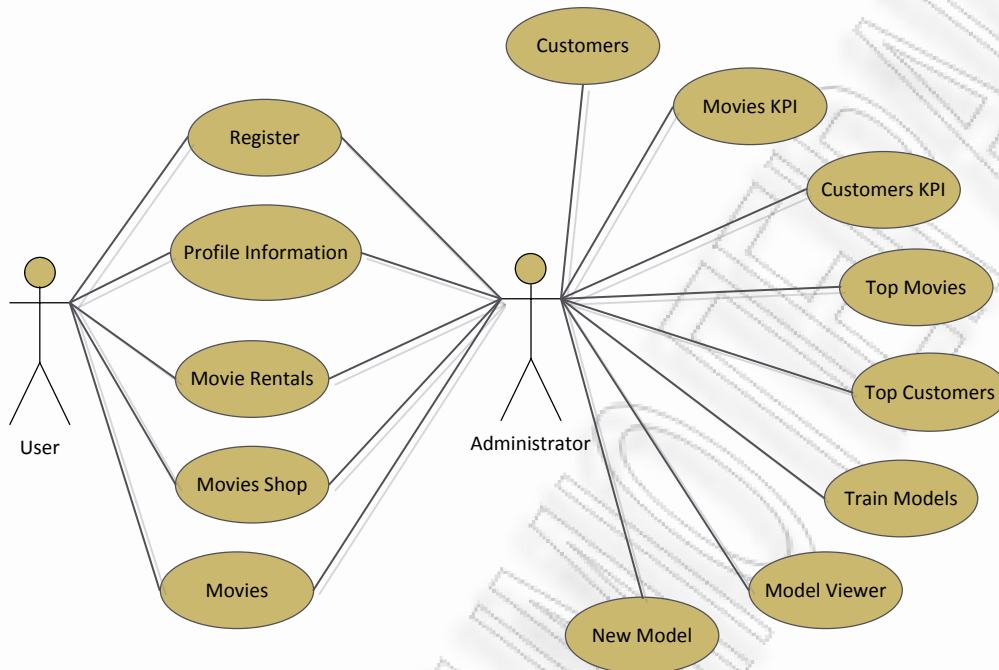 Customers
Movies KPI
Register
Customers KPI
Profile Information
Top Movies
Movie Rentals
Top Customers
User
Administrator
Movies Shop
Train Models
Movies
Model Viewer
New Model